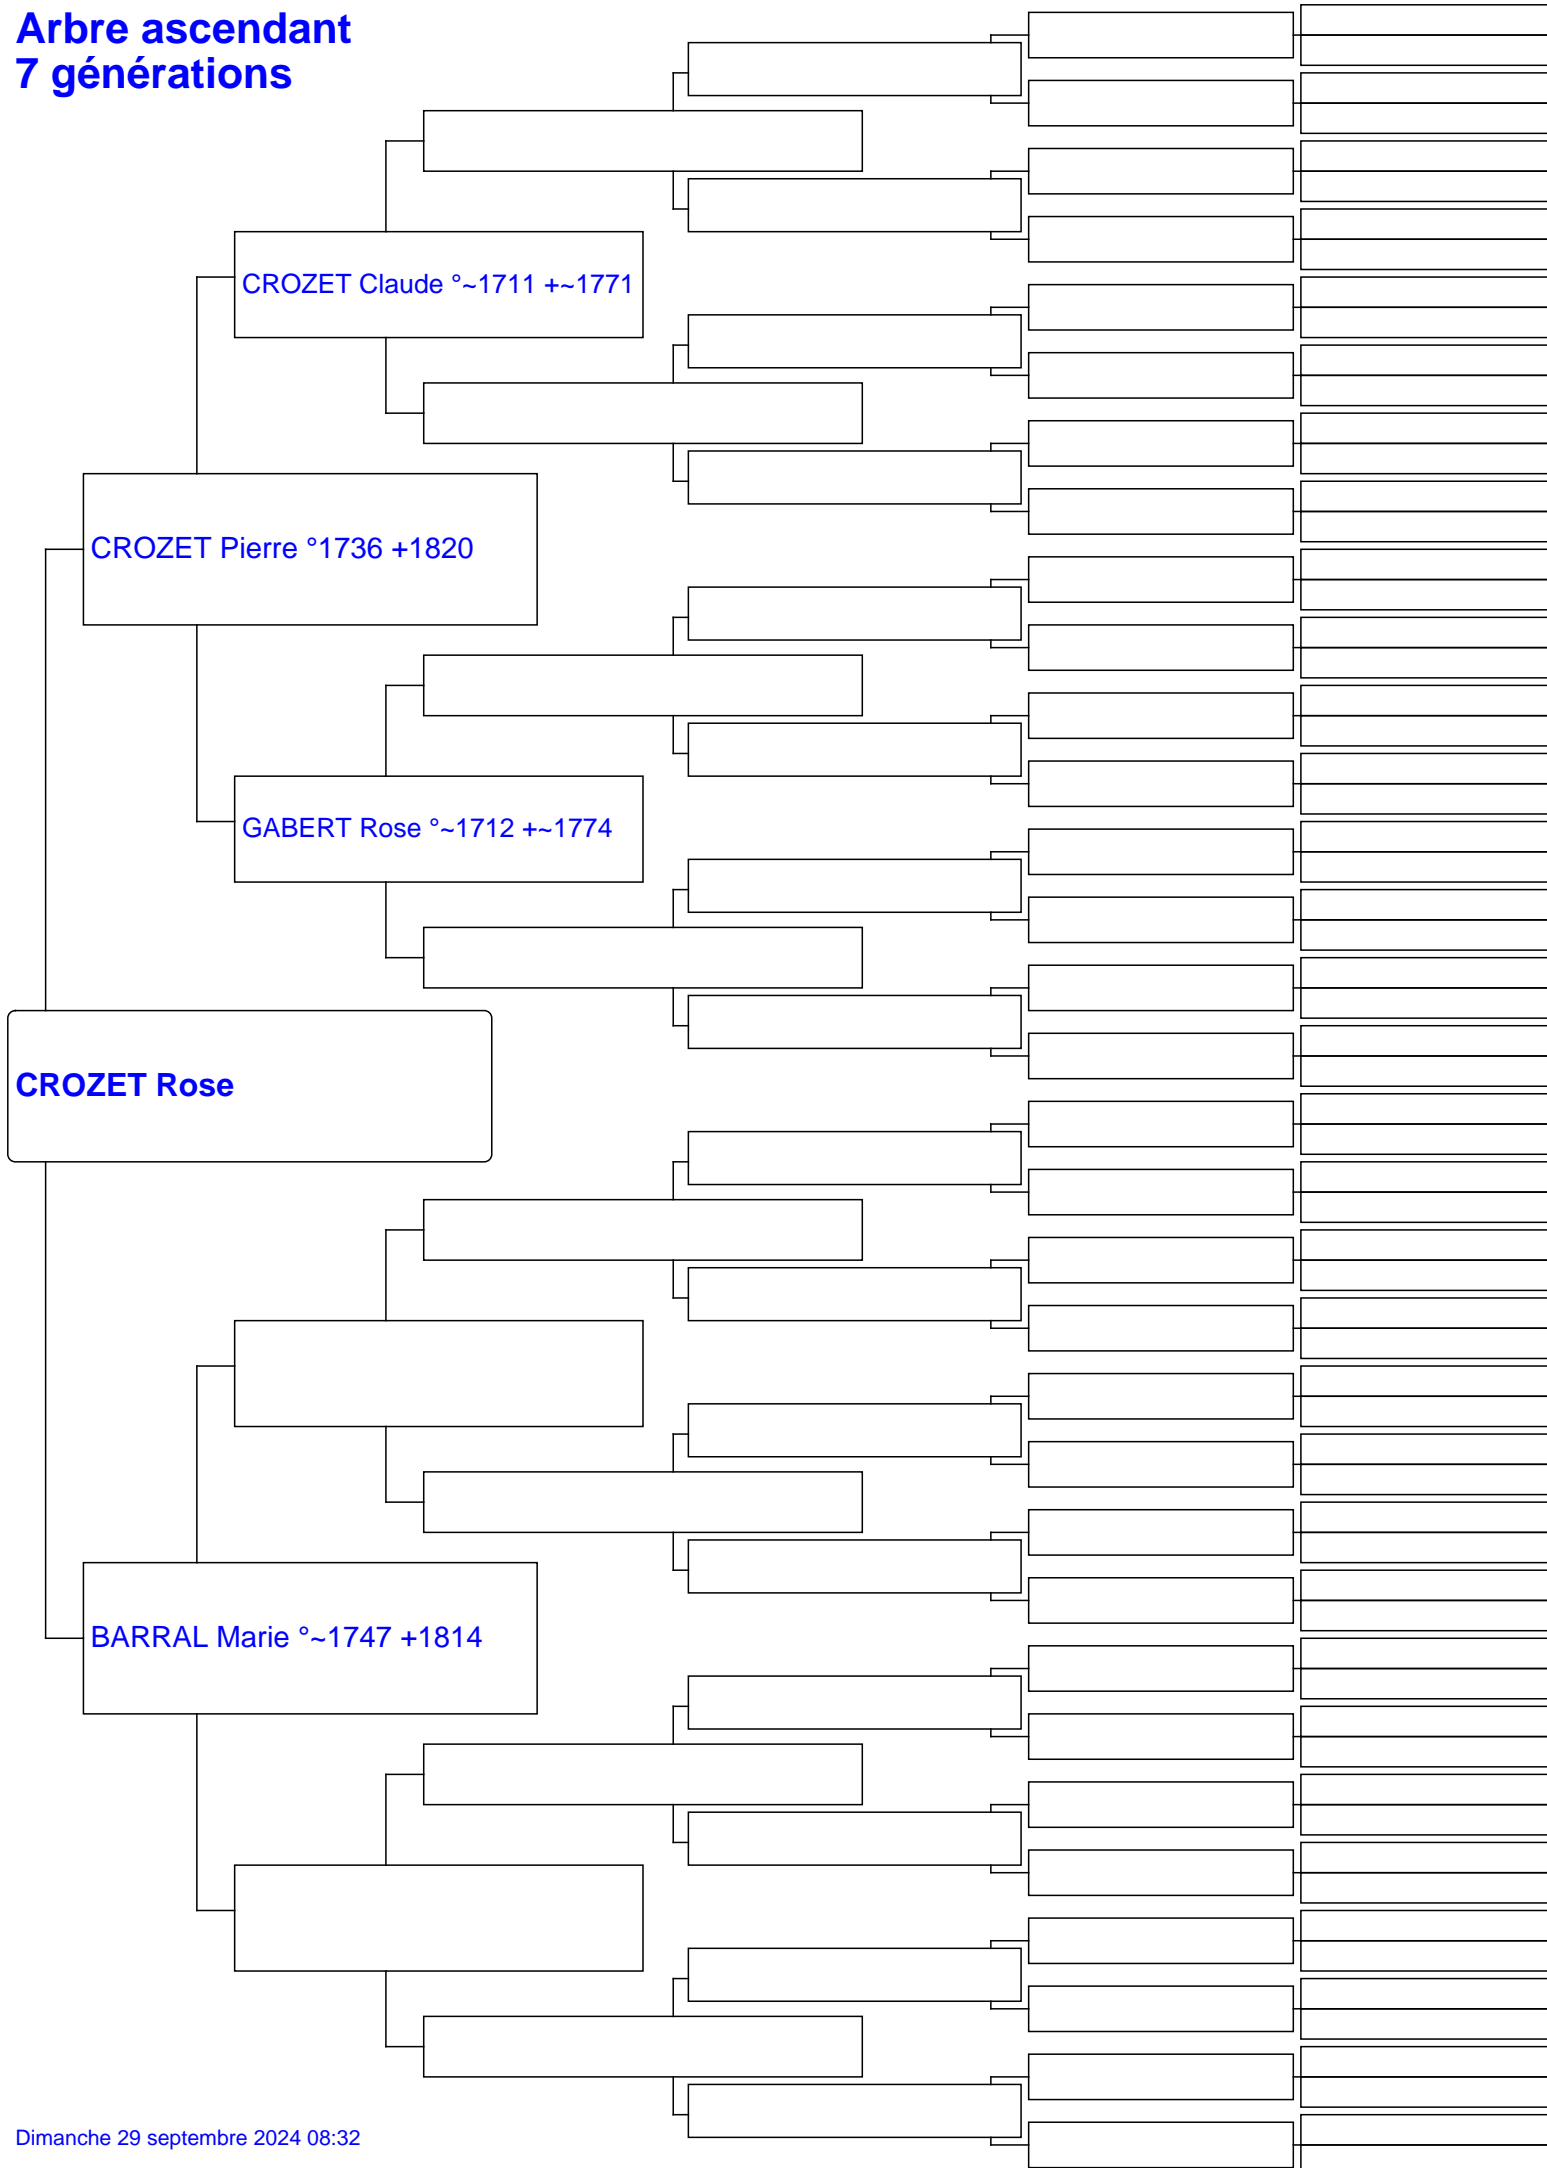 Arbre ascendant
7 générations
CROZET Claude °~1711 +~1771
CROZET Pierre °1736 +1820
GABERT Rose °~1712 +~1774
CROZET Rose
BARRAL Marie °~1747 +1814
Dimanche 29 septembre 2024 08:32